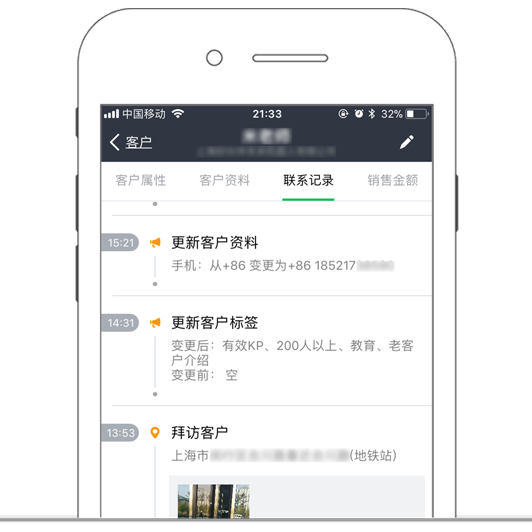 中国移动 21:33 32%
客户
客户属性 客户资料 联系记录 销售金额
15:21 更新客户资料
手机：从+86 变更为+86 185217
14:31 更新客户标签
变更后：有效KP、200人以上、教育、老客
户介绍
变更前： 空
13:53 拜访客户
上海市 (地铁站)